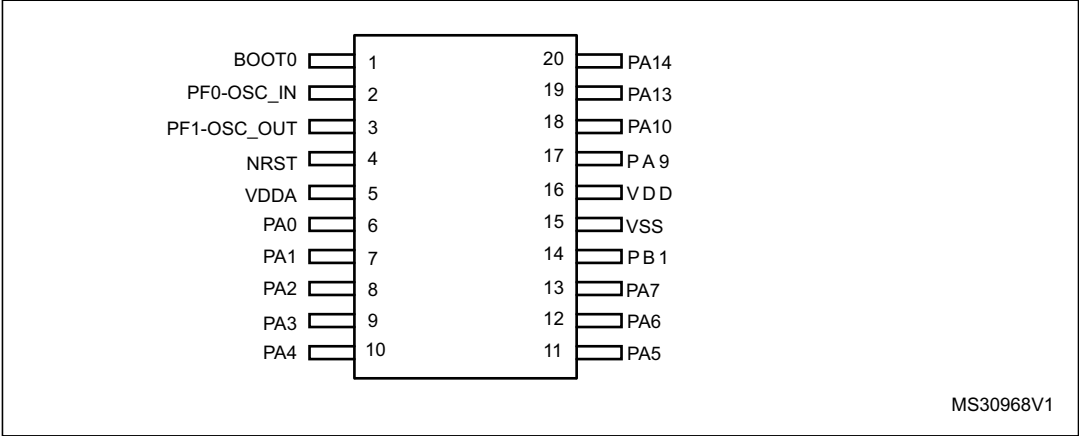 BOOT0 1 20 PA14
PF0-OSC_IN 2 19 PA13
PF1-OSC_OUT 3 18 PA10
NRST 4 17 PA9
VDDA 5 16 VDD
PA0 6 15 VSS
PA1 7 14 PB1
PA2 8 13 PA7
PA3 9 12 PA6
PA4 10 11 PA5
MS30968V1